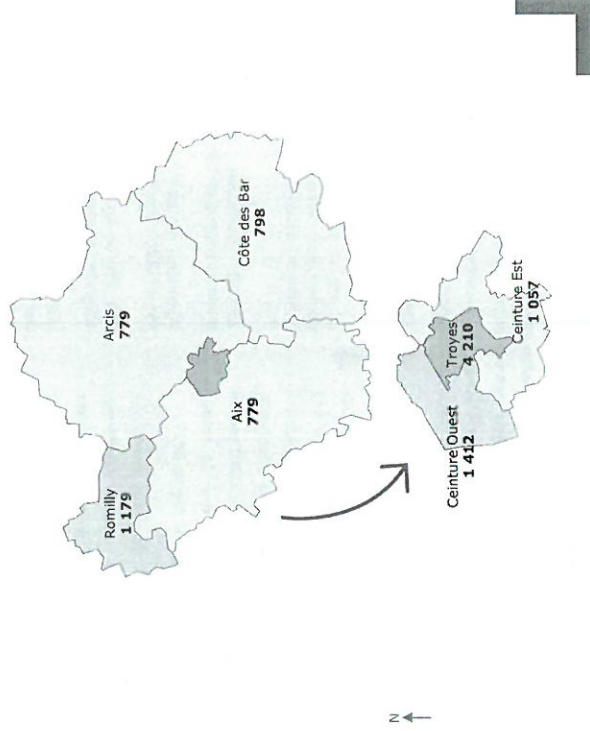 Romilly
1 179
Arcis
779
Côte des Bar
798
Aix
779
Ceinture Ouest
1 412
Troyes
4 210
Ceinture Est
1 057
N